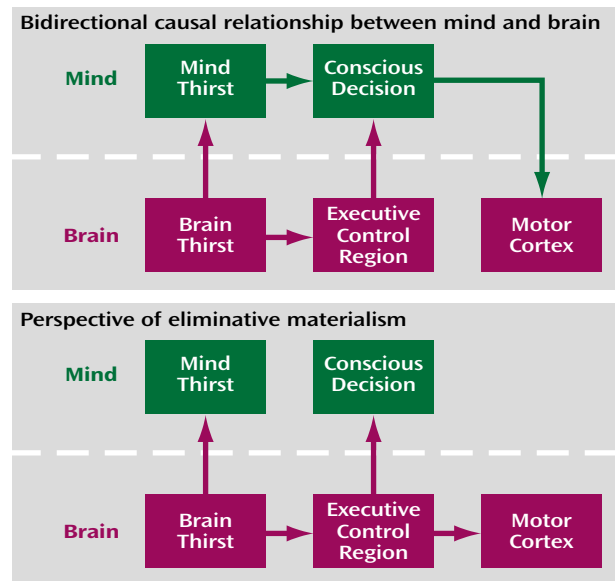 Bidirectional causal relationship between mind and brain
Mind
Mind
Thirst
Conscious
Decision
Brain
Brain
Thirst
Executive
Control
Region
Motor
Cortex
Perspective of eliminative materialism
Mind
Mind
Thirst
Conscious
Decision
Brain
Brain
Thirst
Executive
Control
Region
Motor
Cortex